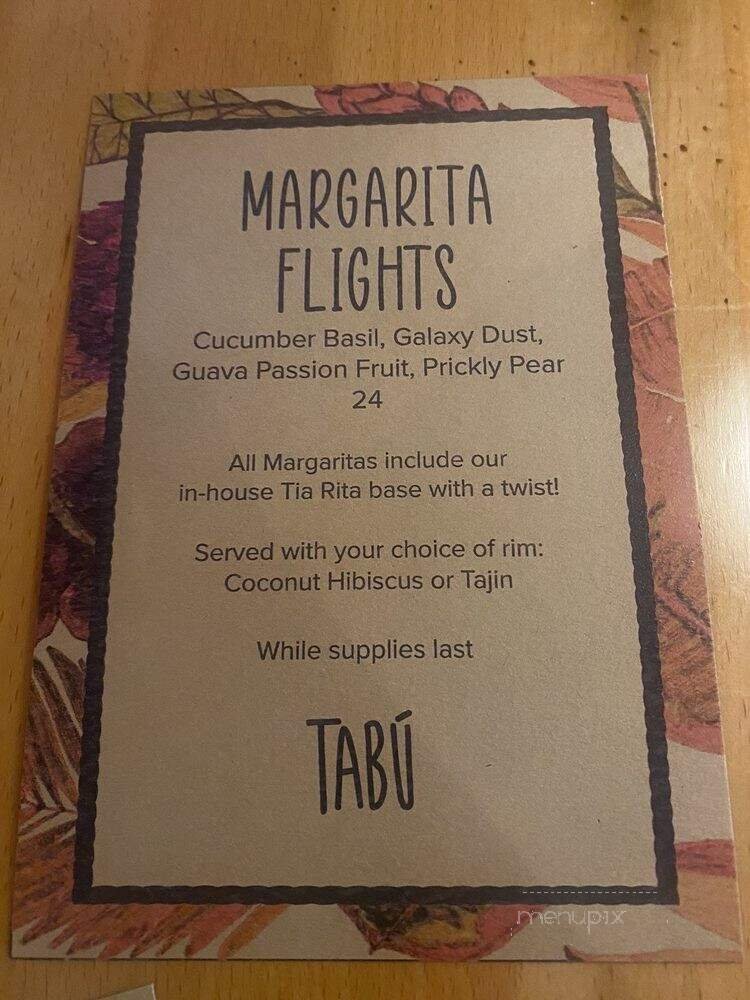 MARGARITA
FLIGHTS
Cucumber Basil, Galaxy Dust,
Guava Passion Fruit, Prickly Pear
24
All Margaritas include our
in-house Tia Rita base with a twist!
Served with your choice of rim:
Coconut Hibiscus or Tajín
While supplies last
TABÚ
menupix